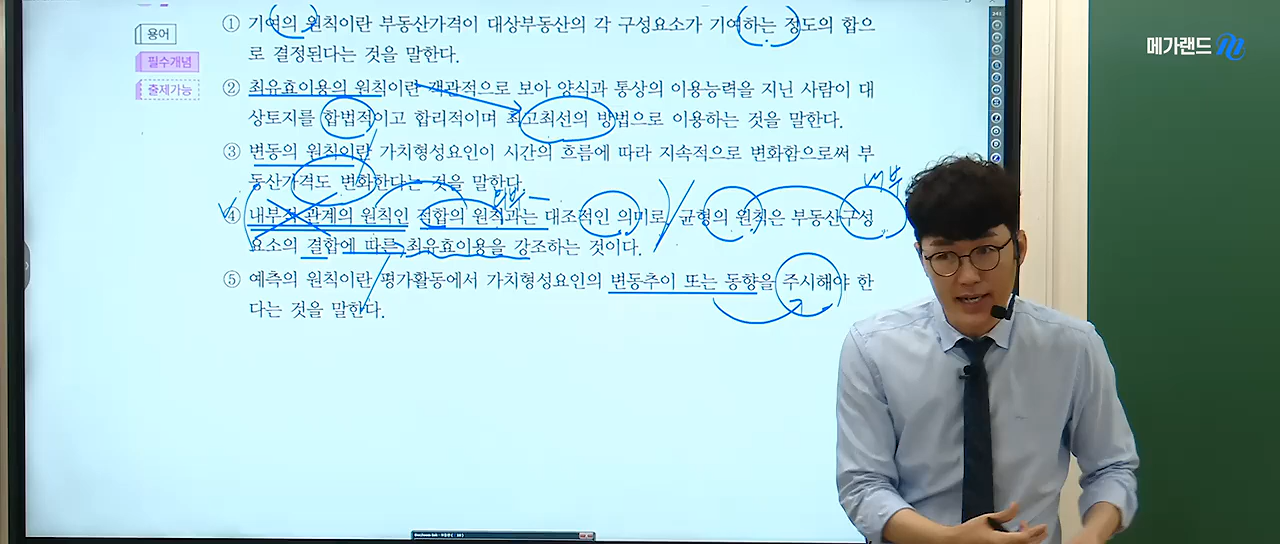 메가랜드
용어
필수개념
출제가능
① 기여의 원칙이란 부동산가격이 대상부동산의 각 구성요소가 기여하는 정도의 합으
로 결정된다는 것을 말한다.
② 최유효이용의 원칙이란 객관적으로 보아 양식과 통상의 이용능력을 지닌 사람이 대
상토지를 합법적이고 합리적이며 최고최선의 방법으로 이용하는 것을 말한다.
③ 변동의 원칙이란 가치형성요인이 시간의 흐름에 따라 지속적으로 변화함으로써 부
동산가격도 변화한다는 것을 말한다.
외부 내부
④ 내부적 관계의 원칙인 적합의 원칙과는 대조적인 의미로, 균형의 원칙은 부동산구성
요소의 결합에 따른 최유효이용을 강조하는 것이다.
⑤ 예측의 원칙이란 평가활동에서 가치형성요인의 변동추이 또는 동향을 주시해야 한
다는 것을 말한다.